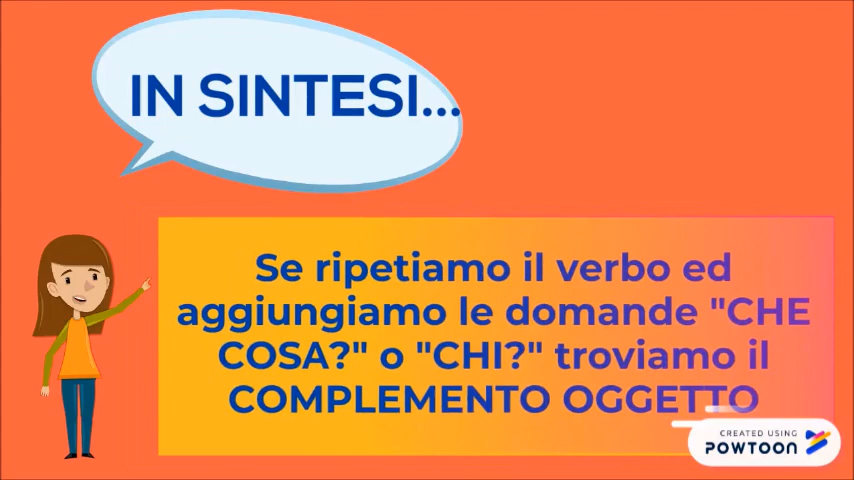 IN SINTESI...
Se ripetiamo il verbo ed
aggiungiamo le domande "CHE
COSA?" o "CHI?" troviamo il
COMPLEMENTO OGGETTO
CREATED USING
POWTOON